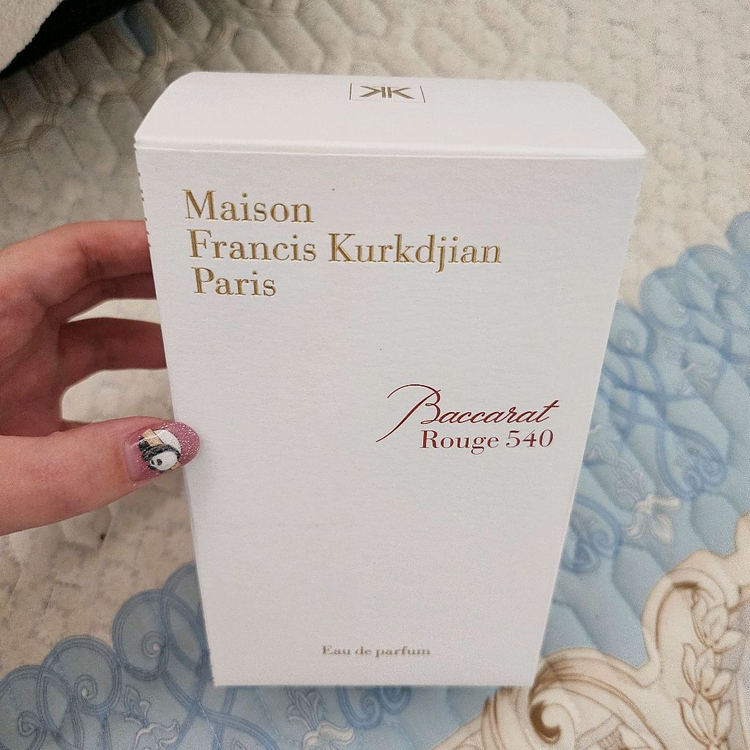 Maison
Francis Kurkdjian
Paris
Baccarat
Rouge 540
Eau de parfum